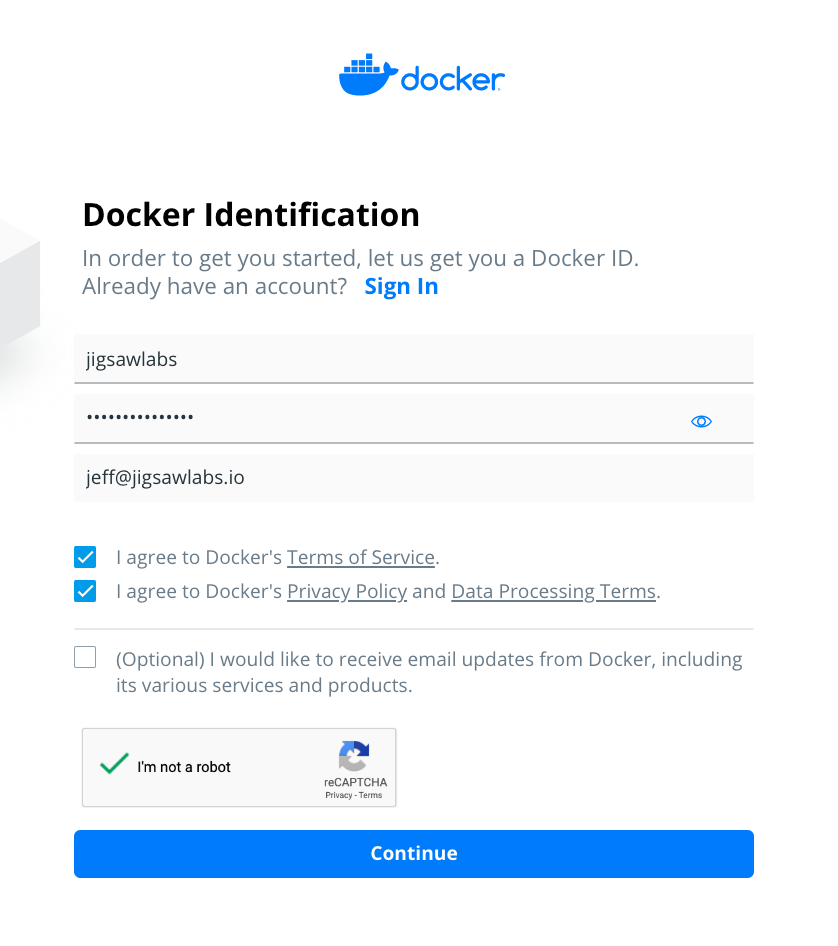 docker
Docker Identification
In order to get you started, let us get you a Docker ID.
Already have an account? Sign In
jigsawlabs
•••••••••••••••
jeff@jigsawlabs.io
I agree to Docker's Terms of Service.
I agree to Docker's Privacy Policy and Data Processing Terms.
(Optional) I would like to receive email updates from Docker, including
its various services and products.
I'm not a robot
reCAPTCHA
Privacy - Terms
Continue